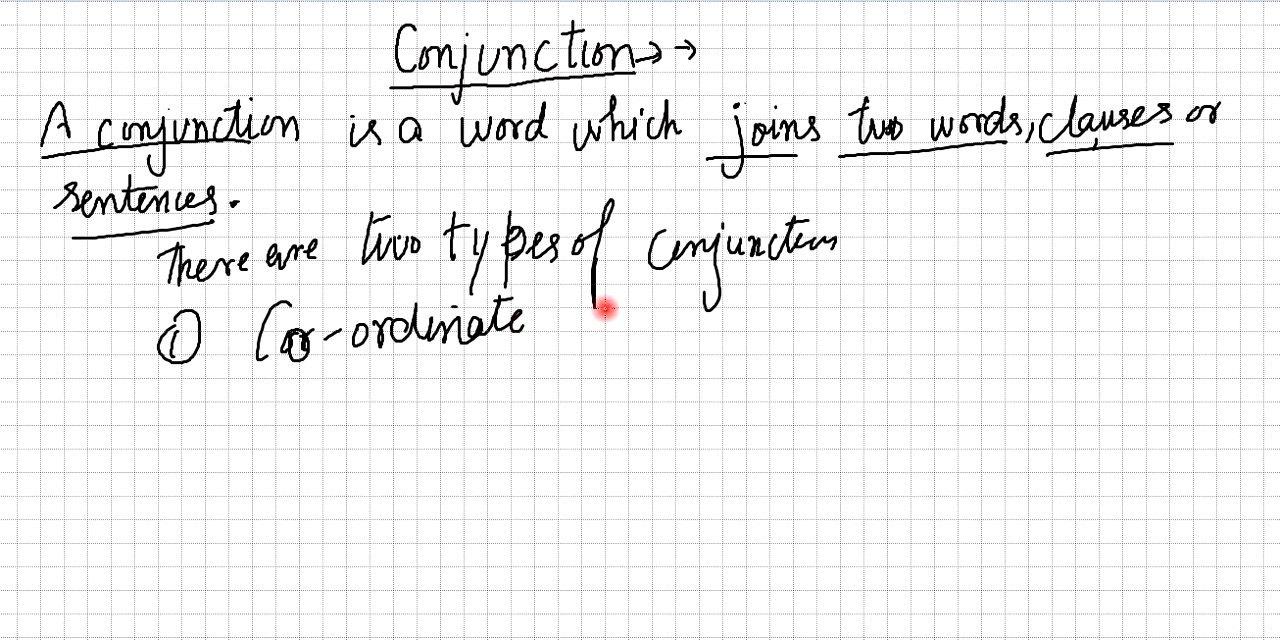 Conjunction→→
A conjunction is a word which joins two words, clauses or
sentences.
There are two types of conjunction
① Co-ordinate